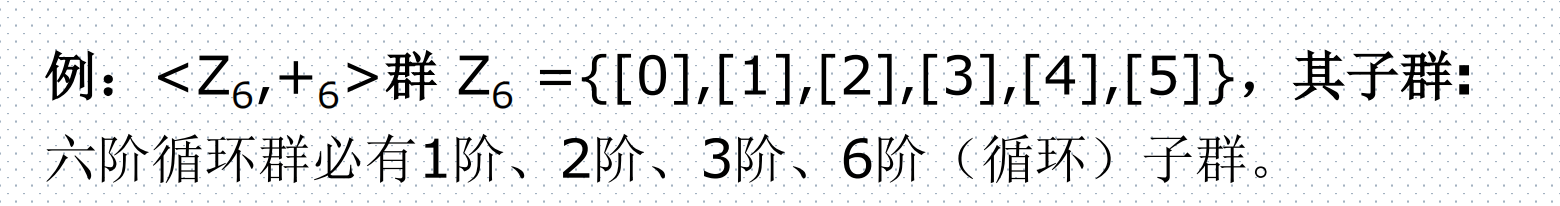 例：<Z₆,+₆>群 Z₆ ={[0],[1],[2],[3],[4],[5]}，其子群:
六阶循环群必有1阶、2阶、3阶、6阶（循环）子群。